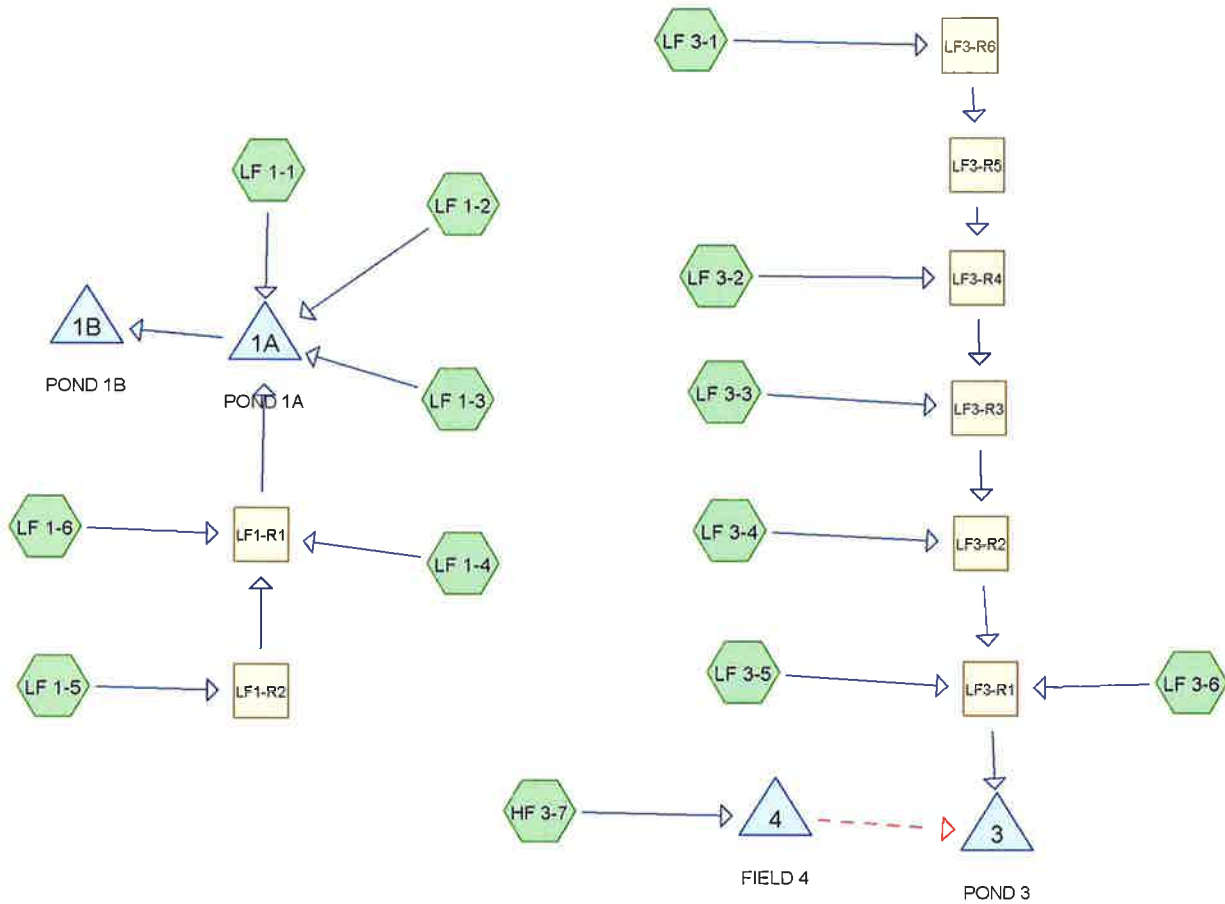 LF 3-1
LF3-R6
LF 1-1
LF3-R5
LF 1-2
LF 3-2
LF3-R4
1B
1A
POND 1B
POND 1A
LF 1-3
LF 3-3
LF3-R3
LF 1-6
LF1-R1
LF 1-4
LF 3-4
LF3-R2
LF 1-5
LF1-R2
LF 3-5
LF3-R1
LF 3-6
HF 3-7
4
3
FIELD 4
POND 3